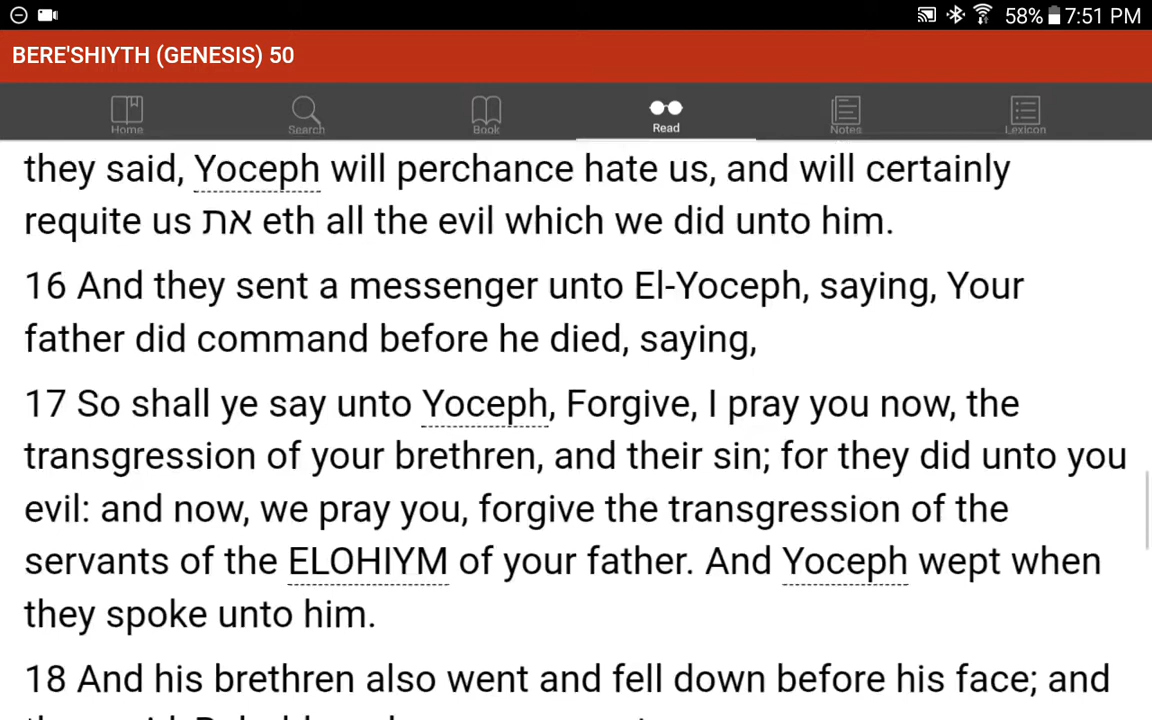 58% 7:51 PM
BERE'SHIYTH (GENESIS) 50
Home Search Book Read Notes Lexicon
they said, Yoceph will perchance hate us, and will certainly
requite us את eth all the evil which we did unto him.
16 And they sent a messenger unto El-Yoceph, saying, Your
father did command before he died, saying,
17 So shall ye say unto Yoceph, Forgive, I pray you now, the
transgression of your brethren, and their sin; for they did unto you
evil: and now, we pray you, forgive the transgression of the
servants of the ELOHIYM of your father. And Yoceph wept when
they spoke unto him.
18 And his brethren also went and fell down before his face; and